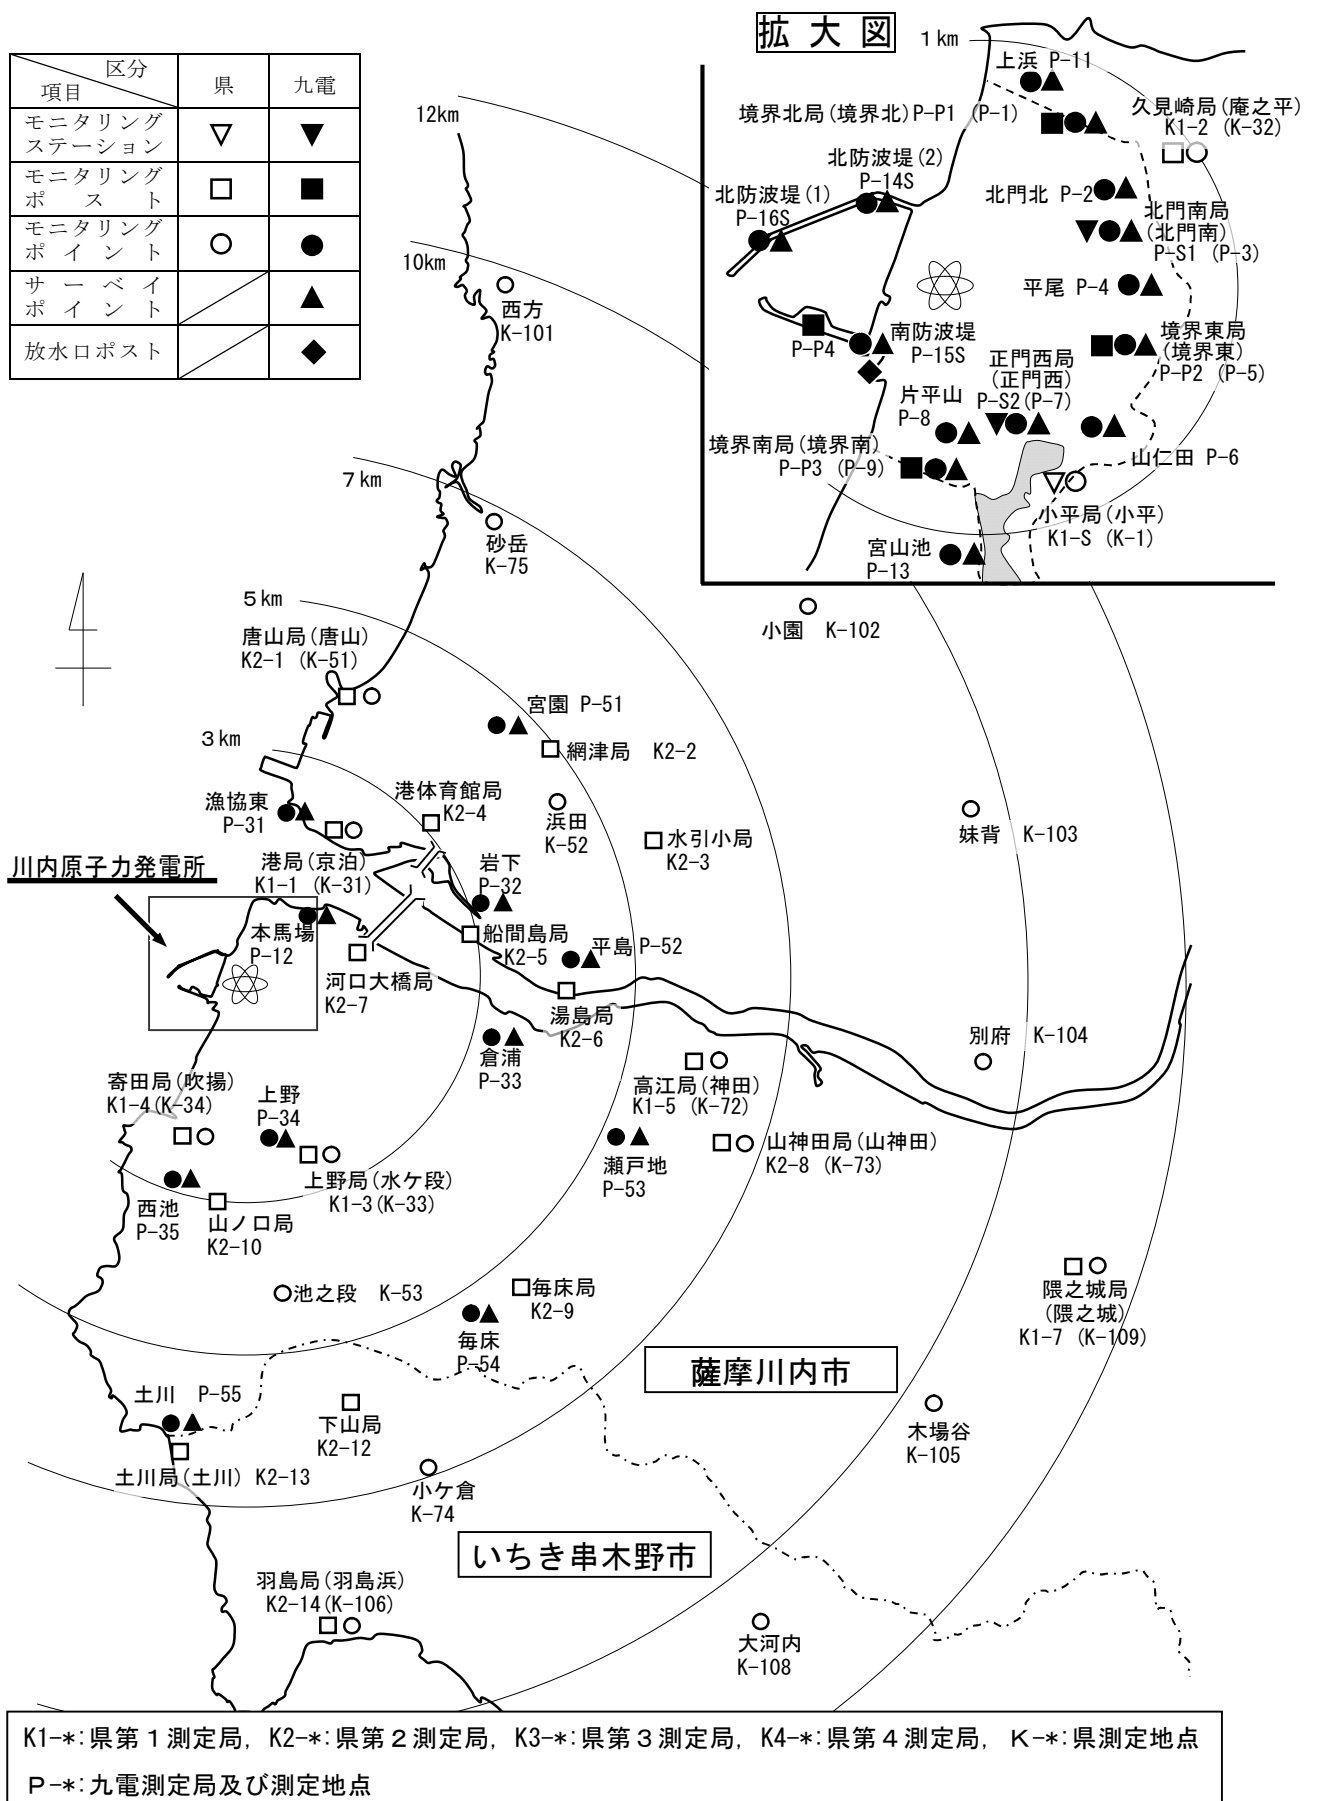 拡大図
区分
項目
県
九電
モニタリング
ステーション
モニタリング
ポスト
モニタリング
ポイント
サーベイ
ポイント
放水口ポスト
1km
上浜 P-11
境界北局(境界北)P-P1 (P-1)
久見崎局(庵之平)
K1-2 (K-32)
北防波堤(2)
P-14S
北防波堤(1)
P-16S
北門北 P-2
北門南局
(北門南)
P-S1 (P-3)
平尾 P-4
P-P4
南防波堤
P-15S
境界東局
(境界東)
P-P2 (P-5)
正門西局
(正門西)
P-S2(P-7)
片平山
P-8
境界南局(境界南)
P-P3 (P-9)
山仁田 P-6
小平局(小平)
K1-S (K-1)
宮山池
P-13
12km
10km
西方
K-101
7km
砂岳
K-75
5km
唐山局(唐山)
K2-1 (K-51)
小園 K-102
宮園 P-51
網津局 K2-2
3km
漁協東
P-31
港体育館局
K2-4
浜田
K-52
水引小局
K2-3
妹背 K-103
港局(京泊)
K1-1 (K-31)
岩下
P-32
川内原子力発電所
本馬場
P-12
船間島局
K2-5
平島 P-52
河口大橋局
K2-7
湯島局
K2-6
別府 K-104
倉浦
P-33
寄田局(吹揚)
K1-4(K-34)
上野
P-34
高江局(神田)
K1-5 (K-72)
山神田局(山神田)
K2-8 (K-73)
瀬戸地
P-53
上野局(水ケ段)
K1-3(K-33)
西池
P-35
山ノ口局
K2-10
池之段 K-53
毎床局
K2-9
毎床
P-54
隈之城局
(隈之城)
K1-7 (K-109)
薩摩川内市
土川 P-55
下山局
K2-12
木場谷
K-105
土川局(土川) K2-13
小ケ倉
K-74
いちき串木野市
羽島局(羽島浜)
K2-14(K-106)
大河内
K-108
K1-*:県第1測定局, K2-*:県第2測定局, K3-*:県第3測定局, K4-*:県第4測定局, K-*:県測定地点
P-*:九電測定局及び測定地点